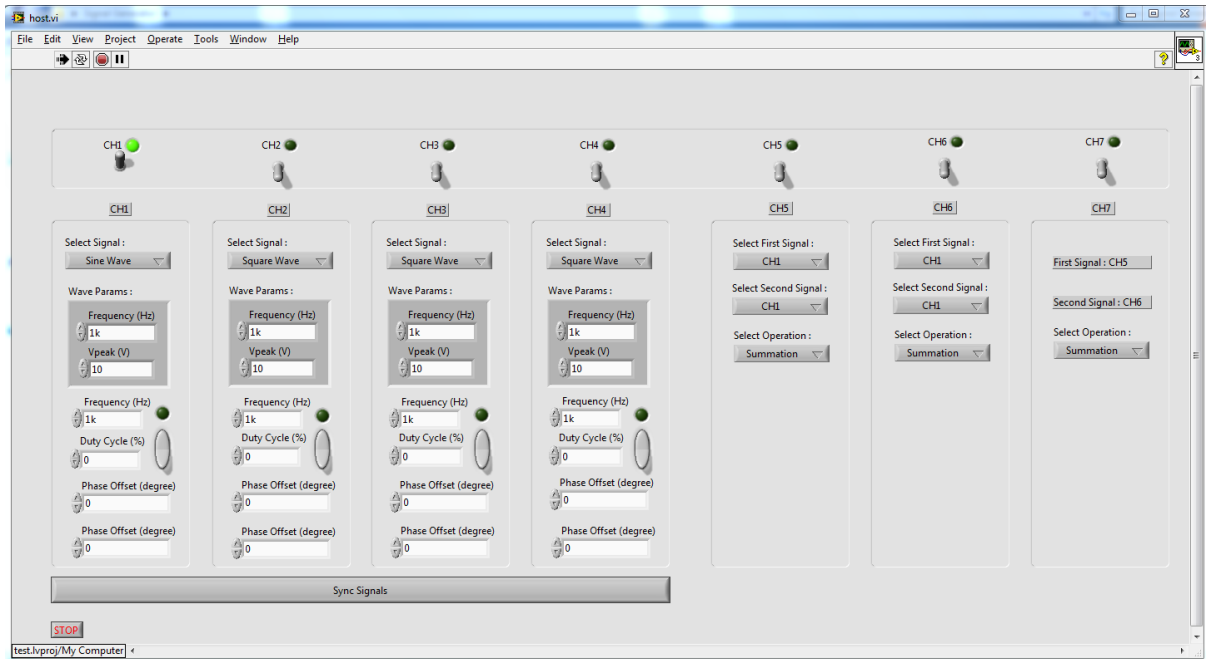 host.vi
File Edit View Project Operate Tools Window Help
3
CH1 CH2 CH3 CH4 CH5 CH6 CH7
CH1 CH2 CH3 CH4 CH5 CH6 CH7
Select Signal :
Sine Wave
Wave Params :
Frequency (Hz)
1k
Vpeak (V)
10
Frequency (Hz)
1k
Duty Cycle (%)
0
Phase Offset (degree)
0
Phase Offset (degree)
0
Select Signal :
Square Wave
Wave Params :
Frequency (Hz)
1k
Vpeak (V)
10
Frequency (Hz)
1k
Duty Cycle (%)
0
Phase Offset (degree)
0
Phase Offset (degree)
0
Select Signal :
Square Wave
Wave Params :
Frequency (Hz)
1k
Vpeak (V)
10
Frequency (Hz)
1k
Duty Cycle (%)
0
Phase Offset (degree)
0
Phase Offset (degree)
0
Select Signal :
Square Wave
Wave Params :
Frequency (Hz)
1k
Vpeak (V)
10
Frequency (Hz)
1k
Duty Cycle (%)
0
Phase Offset (degree)
0
Phase Offset (degree)
0
Select First Signal :
CH1
Select Second Signal :
CH1
Select Operation :
Summation
Select First Signal :
CH1
Select Second Signal :
CH1
Select Operation :
Summation
First Signal : CH5
Second Signal : CH6
Select Operation :
Summation
Sync Signals
STOP
test.lvproj/My Computer